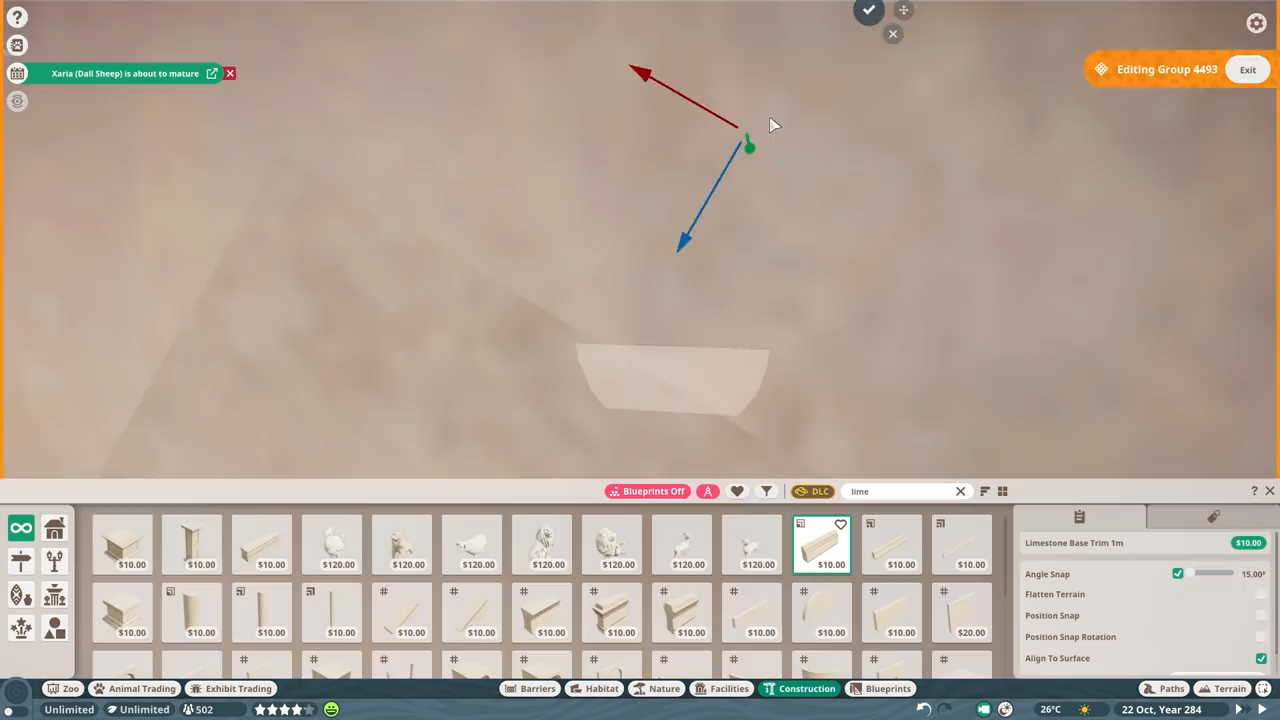 ?
Xaria (Dall Sheep) is about to mature
Editing Group 4493 Exit
Blueprints Off DLC lime
? 
$10.00 $10.00 $10.00 $120.00 $120.00 $120.00 $120.00 $120.00 $120.00 $120.00 $10.00 $10.00 $10.00
$10.00 $10.00 $10.00 $10.00 $10.00 $10.00 $10.00 $10.00 $10.00 $10.00 $10.00 $10.00 $20.00
Limestone Base Trim 1m $10.00
Angle Snap 15.00°
Flatten Terrain
Position Snap
Position Snap Rotation
Align To Surface
Zoo Animal Trading Exhibit Trading Barriers Habitat Nature Facilities Construction Blueprints Paths Terrain
Unlimited Unlimited 502 26°C 22 Oct, Year 284